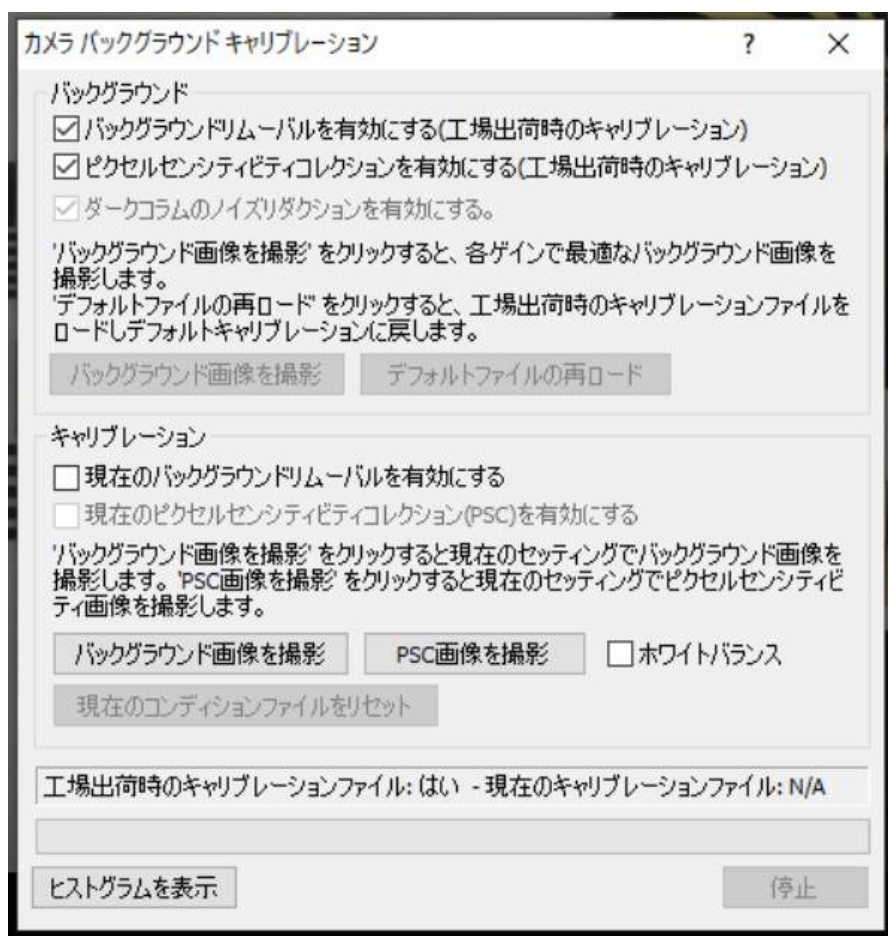 カメラ バックグラウンド キャリブレーション ? ×
バックグラウンド
バックグラウンドリムーバルを有効にする(工場出荷時のキャリブレーション)
ピクセルセンシティビティコレクションを有効にする(工場出荷時のキャリブレーション)
ダークコラムのノイズリダクションを有効にする。
'バックグラウンド画像を撮影' をクリックすると、各ゲインで最適なバックグラウンド画像を
撮影します。
'デフォルトファイルの再ロード' をクリックすると、工場出荷時のキャリブレーションファイルを
ロードしデフォルトキャリブレーションに戻します。
バックグラウンド画像を撮影 デフォルトファイルの再ロード
キャリブレーション
現在のバックグラウンドリムーバルを有効にする
現在のピクセルセンシティビティコレクション(PSC)を有効にする
'バックグラウンド画像を撮影' をクリックすると現在のセッティングでバックグラウンド画像を
撮影します。'PSC画像を撮影' をクリックすると現在のセッティングでピクセルセンシティビ
ティ画像を撮影します。
バックグラウンド画像を撮影 PSC画像を撮影 ホワイトバランス
現在のコンディションファイルをリセット
工場出荷時のキャリブレーションファイル: はい - 現在のキャリブレーションファイル: N/A
ヒストグラムを表示 停止